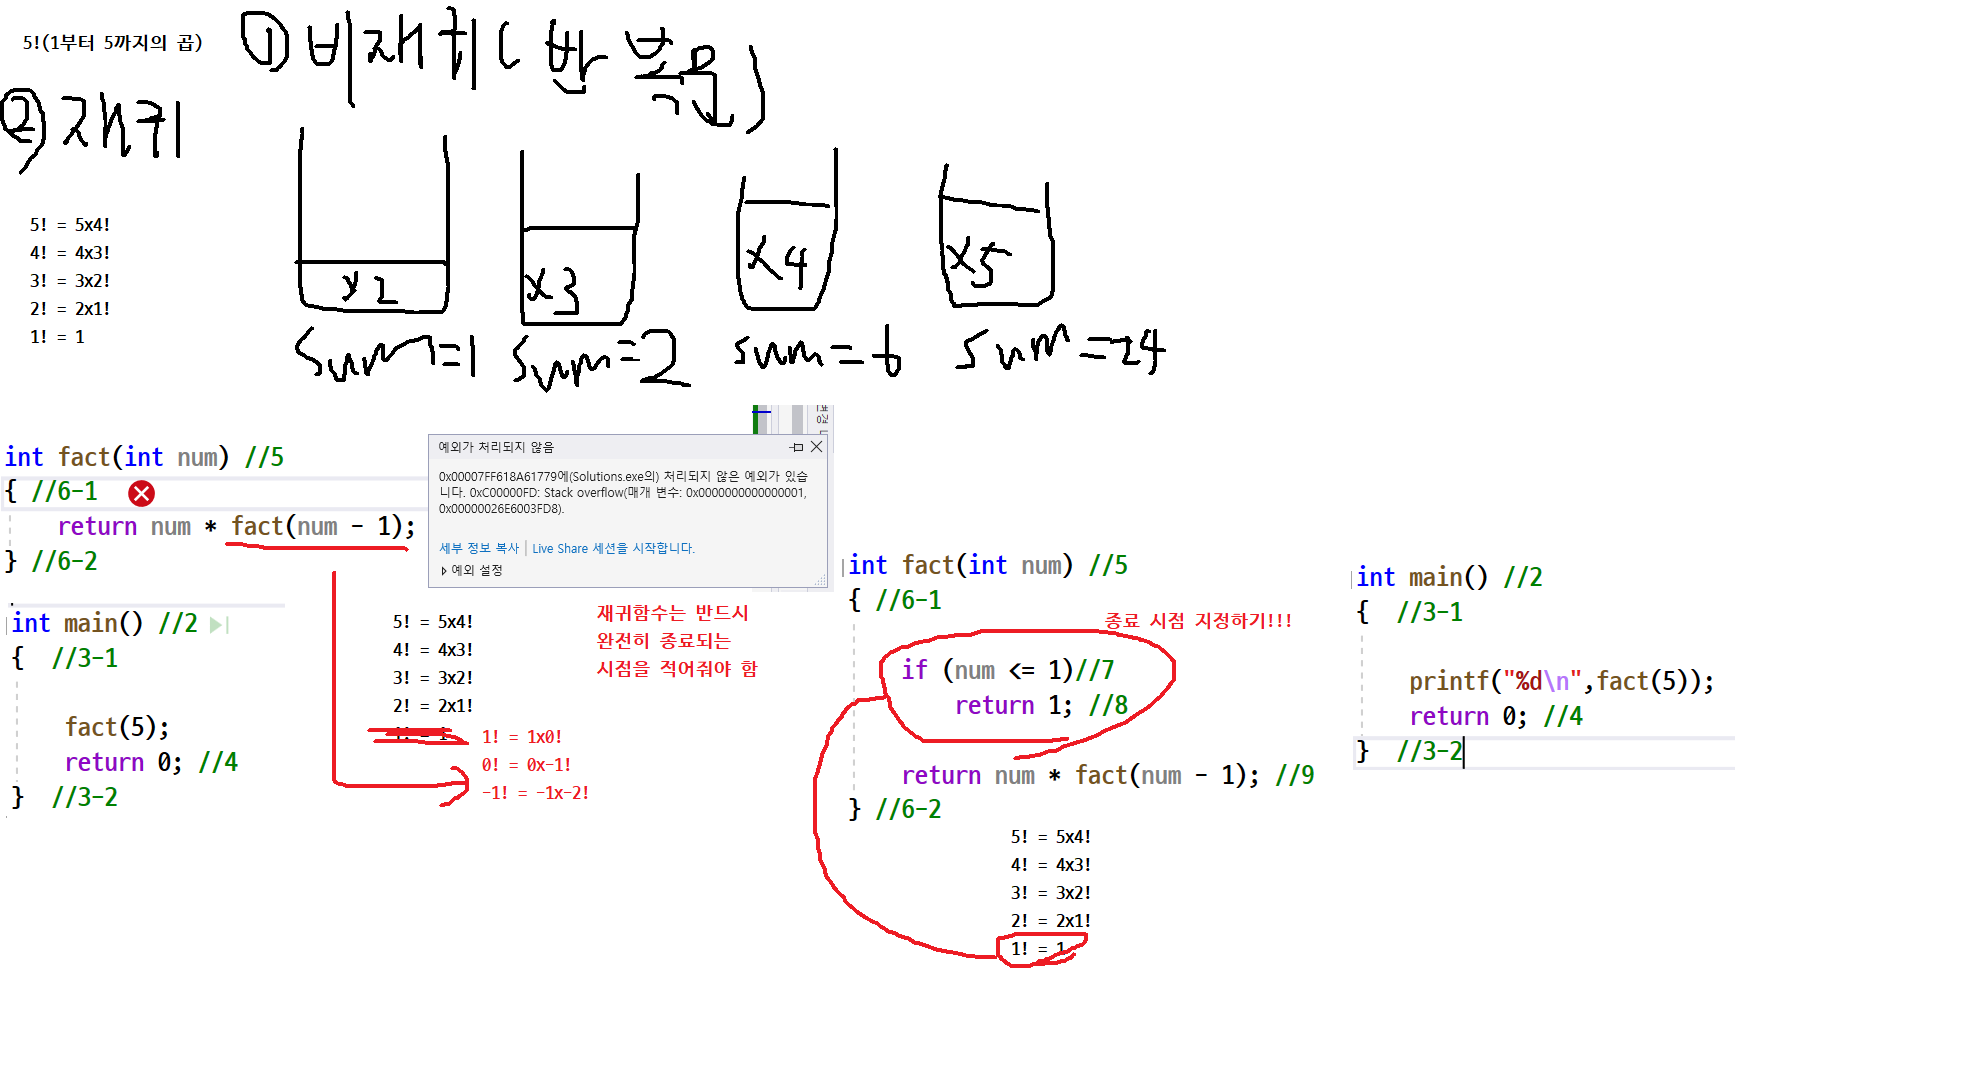 5!(1부터 5까지의 곱)
① 비재귀(반복문)
② 재귀
5! = 5x4!
4! = 4x3!
3! = 3x2!
2! = 2x1!
1! = 1
x2
x3
x4
x5
sum=1
sum=2
sum=6
sum=24
int fact(int num) //5
{ //6-1
return num * fact(num - 1);
} //6-2
int main() //2
{ //3-1
fact(5);
return 0; //4
} //3-2
예외가 처리되지 않음
0x00007FF618A61779에(Solutions.exe의) 처리되지 않은 예외가 있습
니다. 0xC00000FD: Stack overflow(매개 변수: 0x0000000000000001,
0x00000026E6003FD8).
세부 정보 복사 | Live Share 세션을 시작합니다.
예외 설정
5! = 5x4!
4! = 4x3!
3! = 3x2!
2! = 2x1!
1! = 1
1! = 1x0!
0! = 0x-1!
-1! = -1x-2!
재귀함수는 반드시
완전히 종료되는
시점을 적어줘야 함
int fact(int num) //5
{ //6-1
종료 시점 지정하기!!!
if (num <= 1)//7
return 1; //8
return num * fact(num - 1); //9
} //6-2
5! = 5x4!
4! = 4x3!
3! = 3x2!
2! = 2x1!
1! = 1
int main() //2
{ //3-1
printf("%d\n",fact(5));
return 0; //4
} //3-2